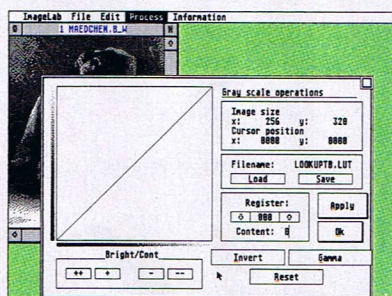 ImageLab File Edit Process Information
1 MAEDCHEN.B_W
Gray scale operations
Image size
x: 256 y: 320
Cursor position
x: 0000 y: 0000
Filename: LOOKUPTB.LUT
Load Save
Register:
000
Content: 0
Apply
Ok
Bright/Cont
++ + - --
Invert Gamma
Reset